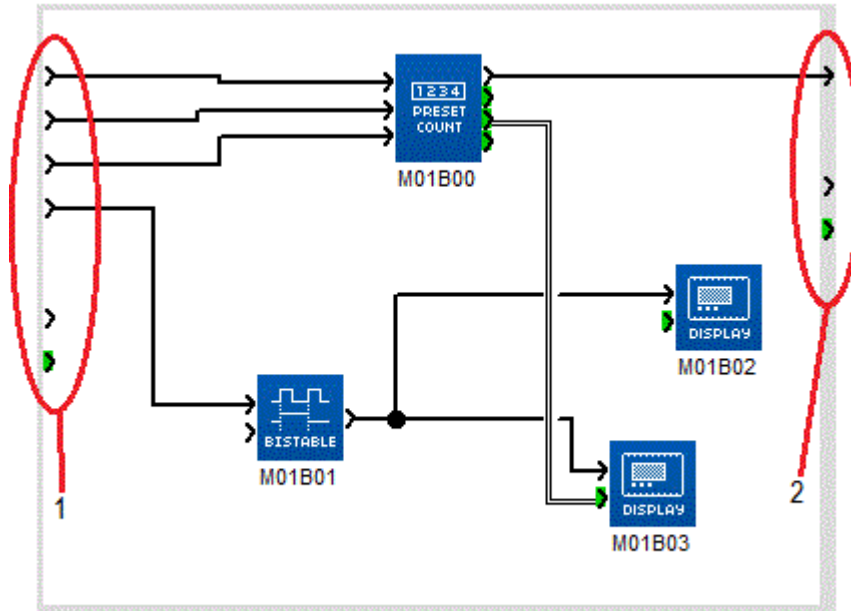 1234
PRESET
COUNT
M01B00
DISPLAY
M01B02
BISTABLE
M01B01
DISPLAY
M01B03
1
2